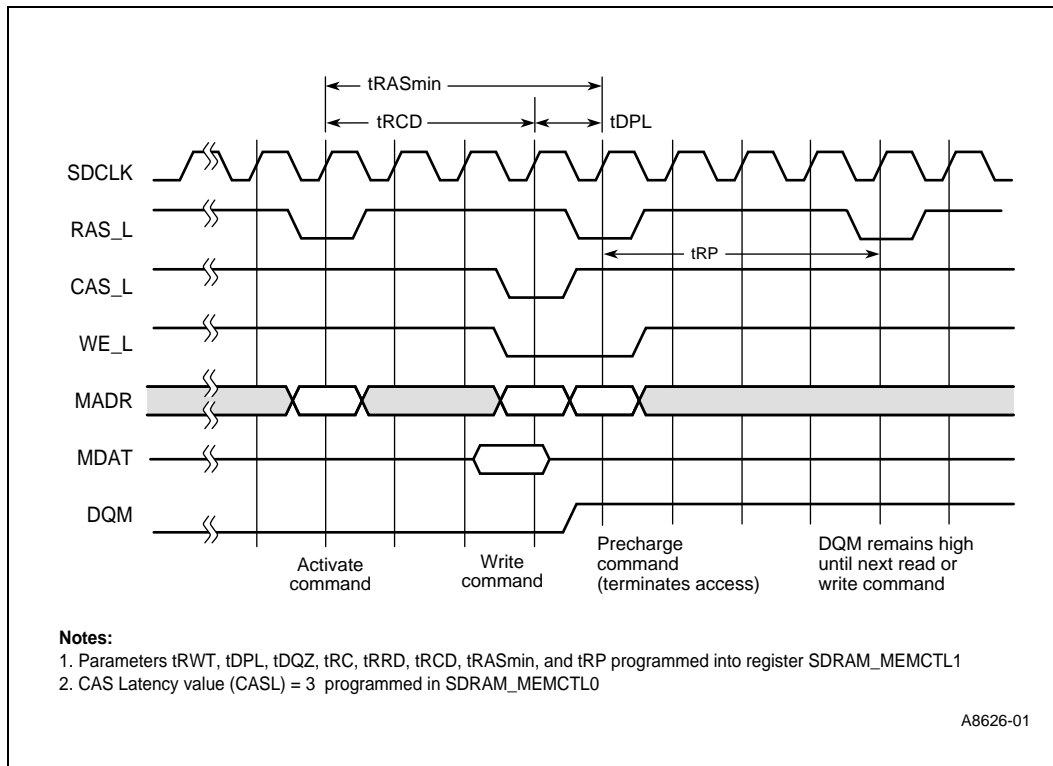 tRASmin
tRCD
tDPL
SDCLK
RAS_L
tRP
CAS_L
WE_L
MADR
MDAT
DQM
Activate
command
Write
command
Precharge
command
(terminates access)
DQM remains high
until next read or
write command
Notes:
1. Parameters tRWT, tDPL, tDQZ, tRC, tRRD, tRCD, tRASmin, and tRP programmed into register SDRAM_MEMCTL1
2. CAS Latency value (CASL) = 3 programmed in SDRAM_MEMCTL0
A8626-01